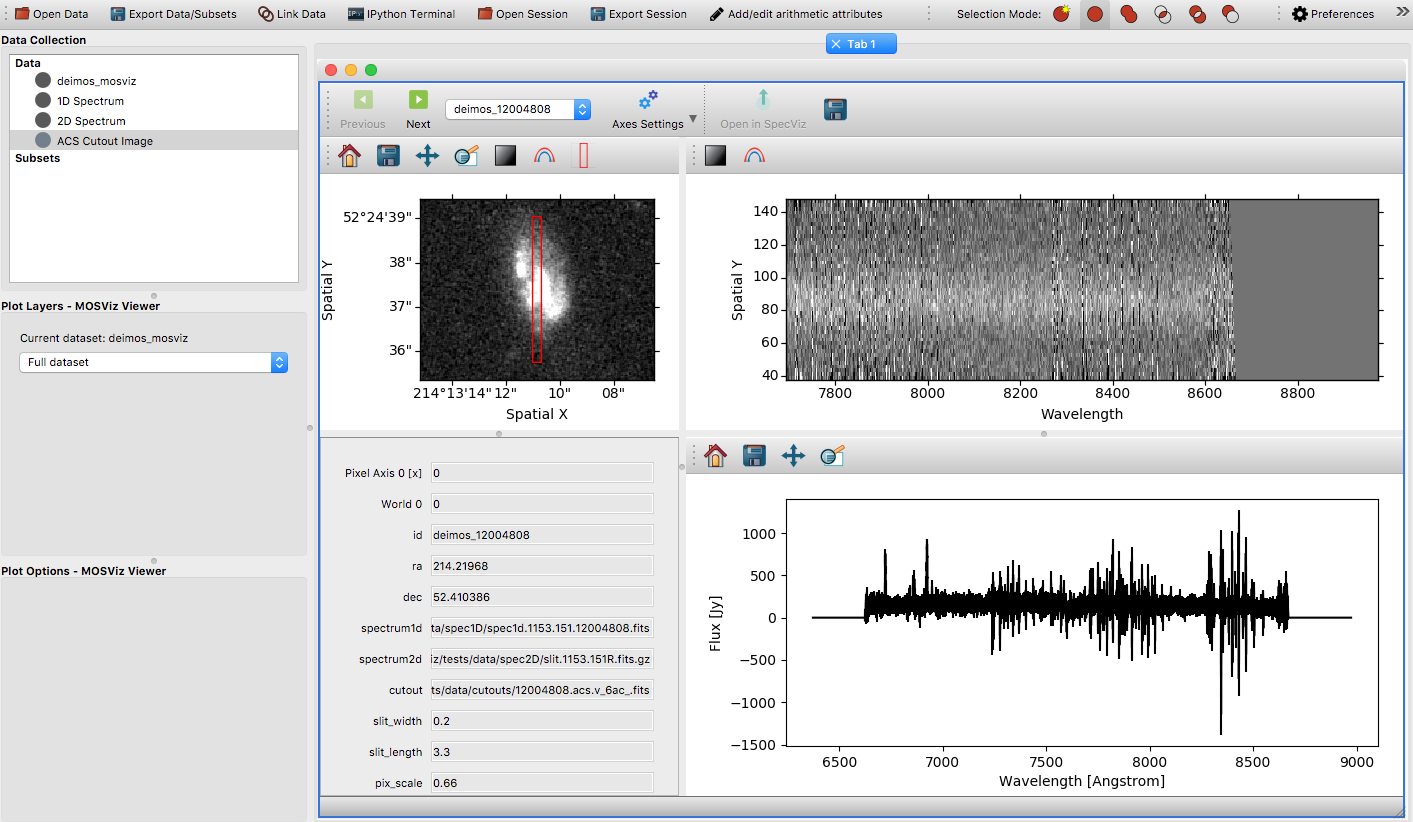 Open Data Export Data/Subsets Link Data IPython Terminal Open Session Export Session Add/edit arithmetic attributes Selection Mode: Preferences »
Data Collection
Tab 1
Data
deimos_mosviz
1D Spectrum
2D Spectrum
ACS Cutout Image
Subsets
Previous Next deimos_12004808 Axes Settings Open in SpecViz
52°24'39"
38"
37"
36"
Spatial Y
214°13'14" 12" 10" 08"
Spatial X
140
120
100
80
60
40
Spatial Y
7800 8000 8200 8400 8600 8800
Wavelength
Plot Layers - MOSViz Viewer
Current dataset: deimos_mosviz
Full dataset
Plot Options - MOSViz Viewer
Pixel Axis 0 [x] 0
World 0 0
id deimos_12004808
ra 214.21968
dec 52.410386
spectrum1d ta/spec1D/spec1d.1153.151.12004808.fits
spectrum2d iz/tests/data/spec2D/slit.1153.151R.fits.gz
cutout ts/data/cutouts/12004808.acs.v_6ac_.fits
slit_width 0.2
slit_length 3.3
pix_scale 0.66
1000
500
0
−500
−1000
−1500
Flux [Jy]
6500 7000 7500 8000 8500 9000
Wavelength [Angstrom]